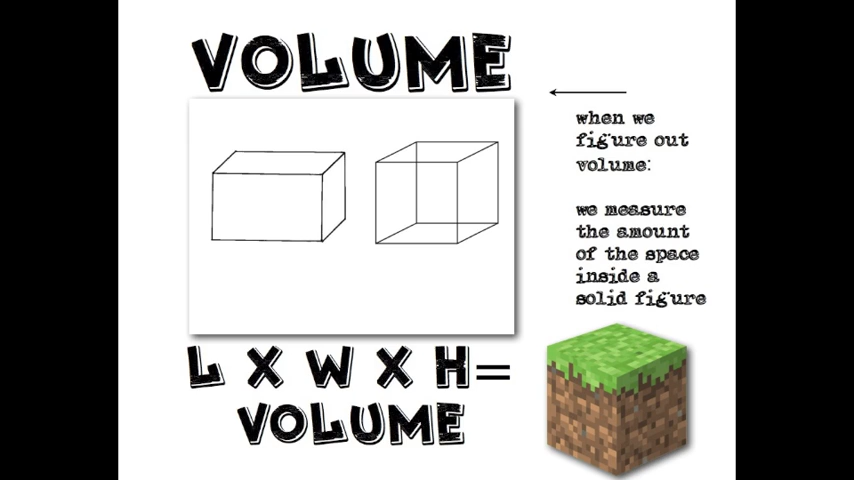 VOLUME
when we
figure out
volume:
we measure
the amount
of the space
inside a
solid figure
L X W X H=
VOLUME